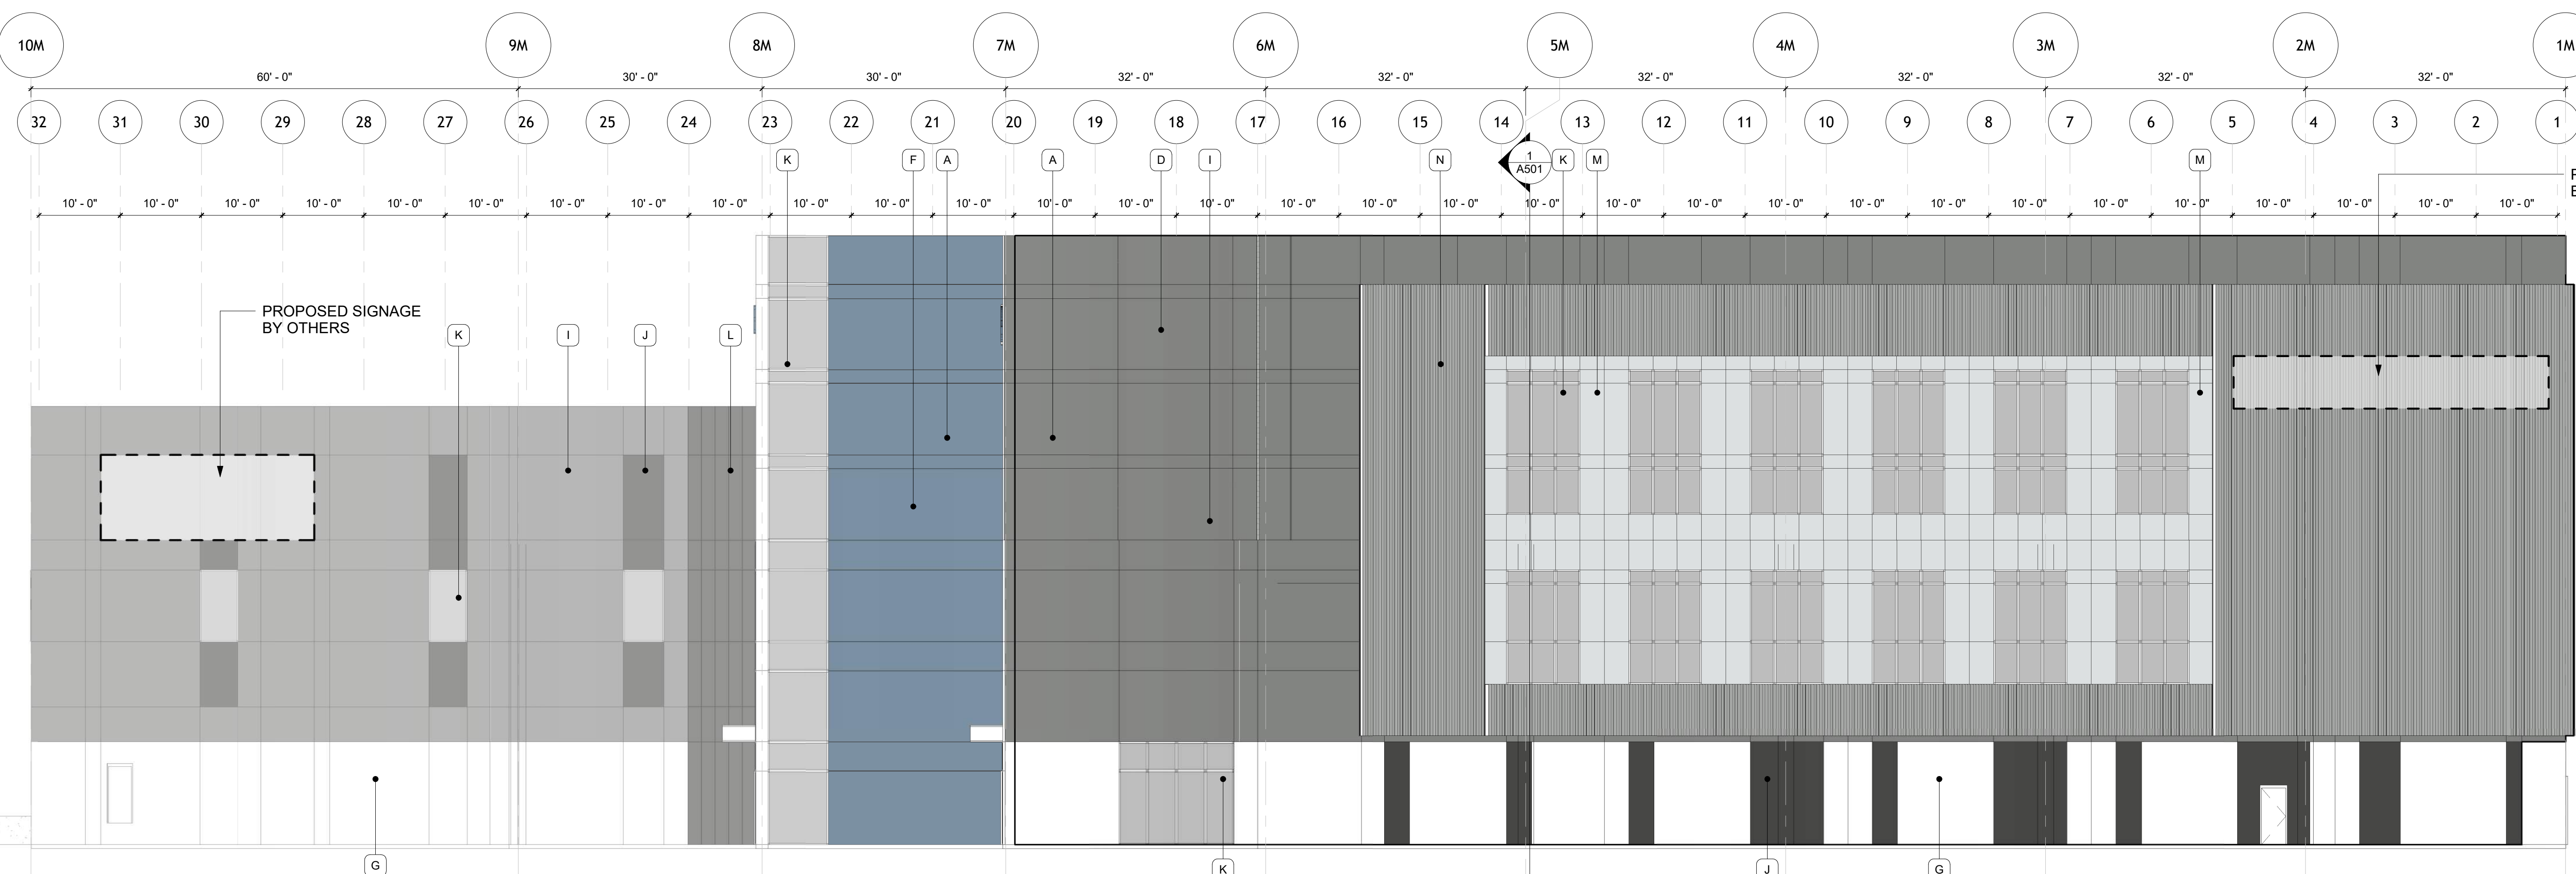 10M 9M 8M 7M 6M 5M 4M 3M 2M 1M
60' - 0" 30' - 0" 30' - 0" 32' - 0" 32' - 0" 32' - 0" 32' - 0" 32' - 0" 32' - 0"
32 31 30 29 28 27 26 25 24 23 22 21 20 19 18 17 16 15 14 13 12 11 10 9 8 7 6 5 4 3 2 1
K F A A D I N 1 K M M
A501
10' - 0" 10' - 0" 10' - 0" 10' - 0" 10' - 0" 10' - 0" 10' - 0" 10' - 0" 10' - 0" 10' - 0" 10' - 0" 10' - 0" 10' - 0" 10' - 0" 10' - 0" 10' - 0" 10' - 0" 10' - 0" 10' - 0" 10' - 0" 10' - 0" 10' - 0" 10' - 0" 10' - 0" 10' - 0" 10' - 0" 10' - 0" 10' - 0" 10' - 0" 10' - 0" 10' - 0"
PROPOSED SIGNAGE
BY OTHERS
K I J L
G K J G